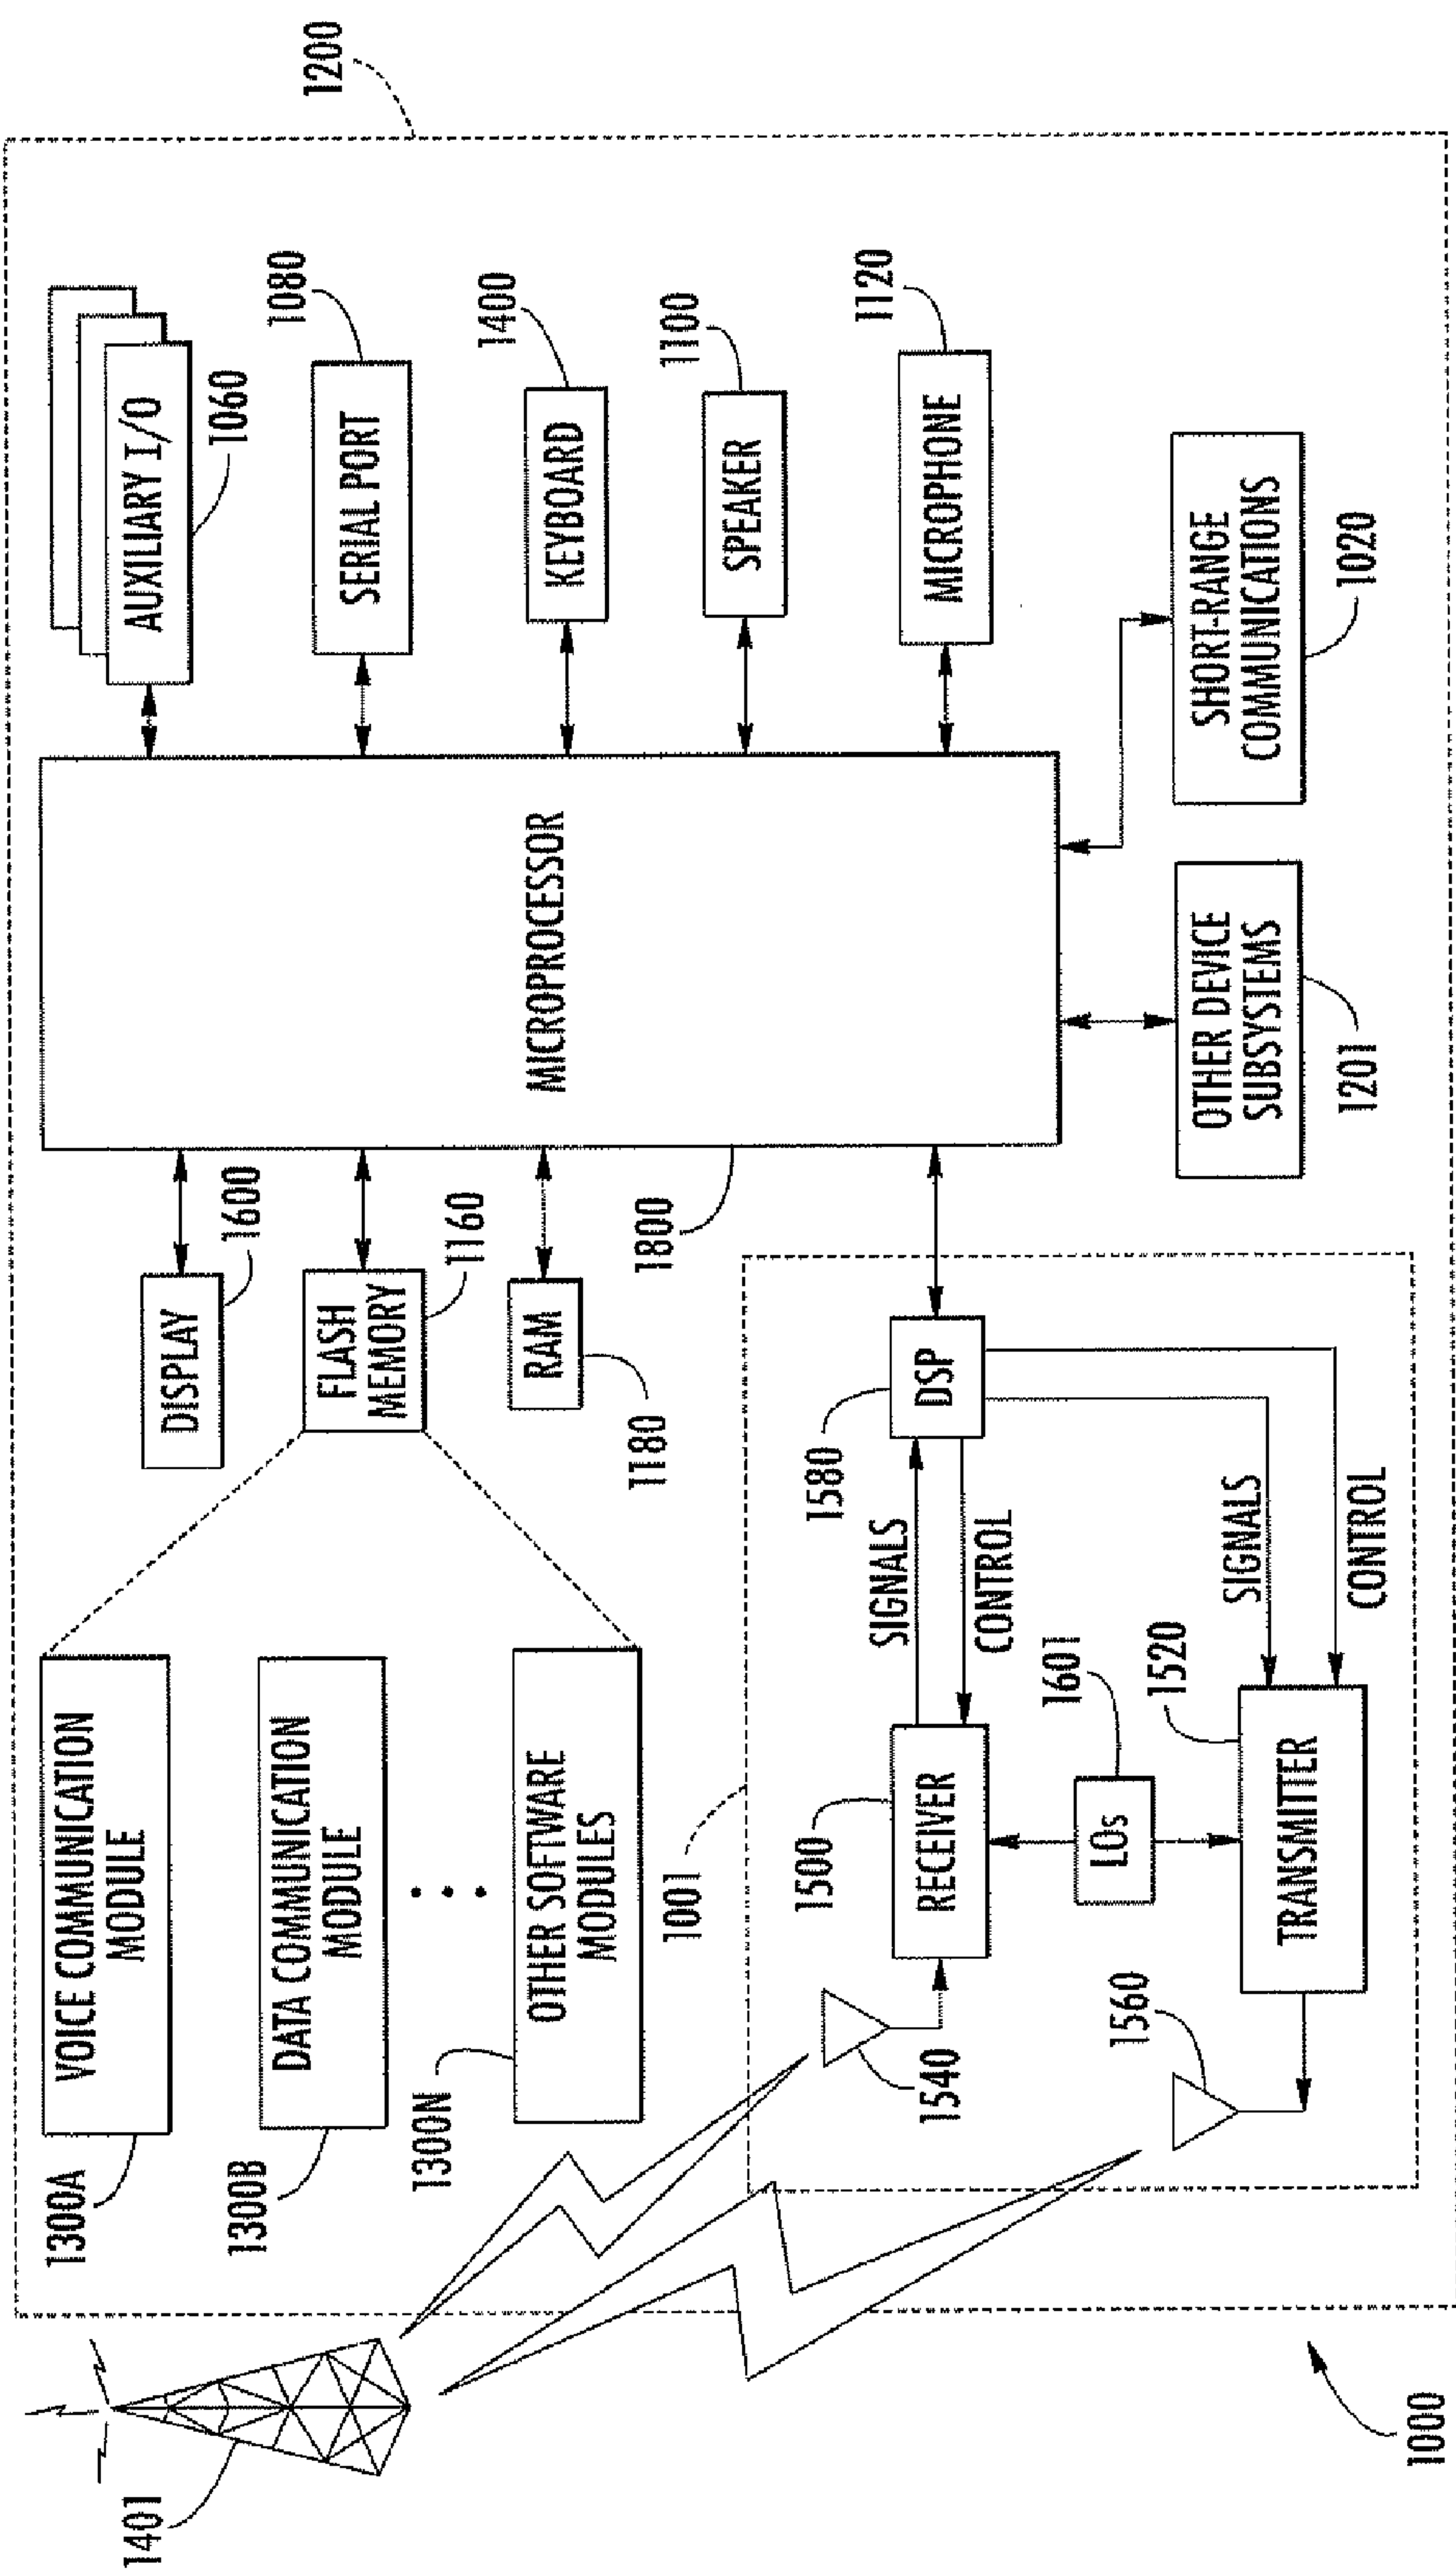 1200
1401
1300A
VOICE COMMUNICATION
MODULE
1300B
DATA COMMUNICATION
MODULE
1300N
OTHER SOFTWARE
MODULES
DISPLAY
1600
FLASH
MEMORY
1160
RAM
1180
1800
MICROPROCESSOR
AUXILIARY I/O
1060
SERIAL PORT
1080
KEYBOARD
1400
SPEAKER
1100
MICROPHONE
1120
SHORT-RANGE
COMMUNICATIONS
1020
OTHER DEVICE
SUBSYSTEMS
1201
1001
1500
RECEIVER
1540
SIGNALS
CONTROL
1580
DSP
LOs
1601
1520
TRANSMITTER
1560
SIGNALS
CONTROL
1000